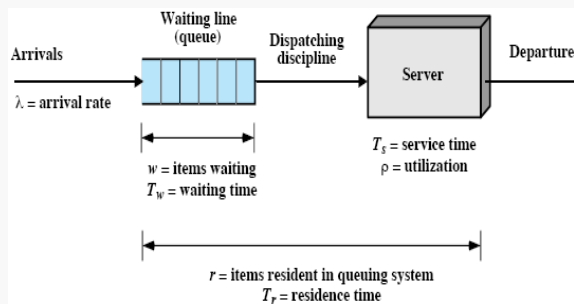 Waiting line
(queue)
Dispatching
discipline
Arrivals
Departure
Server
λ = arrival rate
w = items waiting
T_w = waiting time
T_s = service time
ρ = utilization
r = items resident in queuing system
T_r = residence time